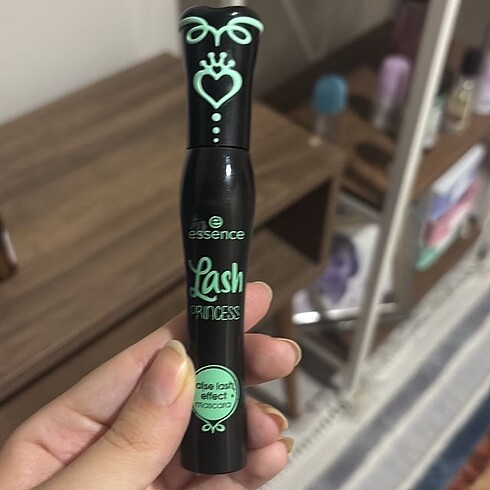 essence
Lash
PRINCESS
alse lash
effect
mascara